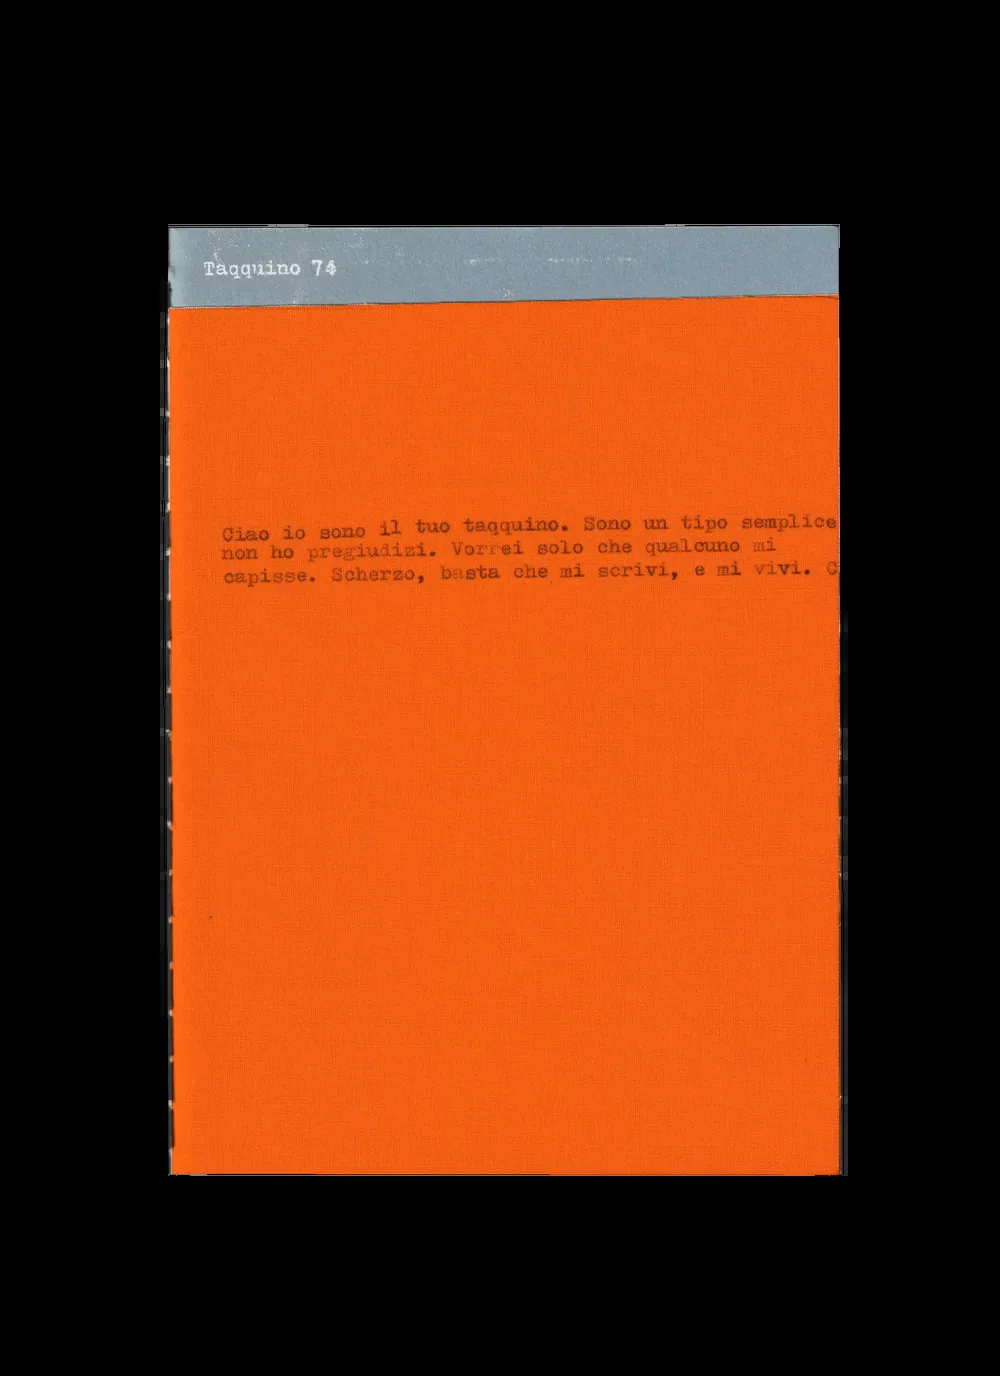 Taqquino 74
Ciao io sono il tuo taqquino. Sono un tipo semplice
non ho pregiudizi. Vorrei solo che qualcuno mi
capisse. Scherzo, basta che mi scrivi, e mi vivi. C